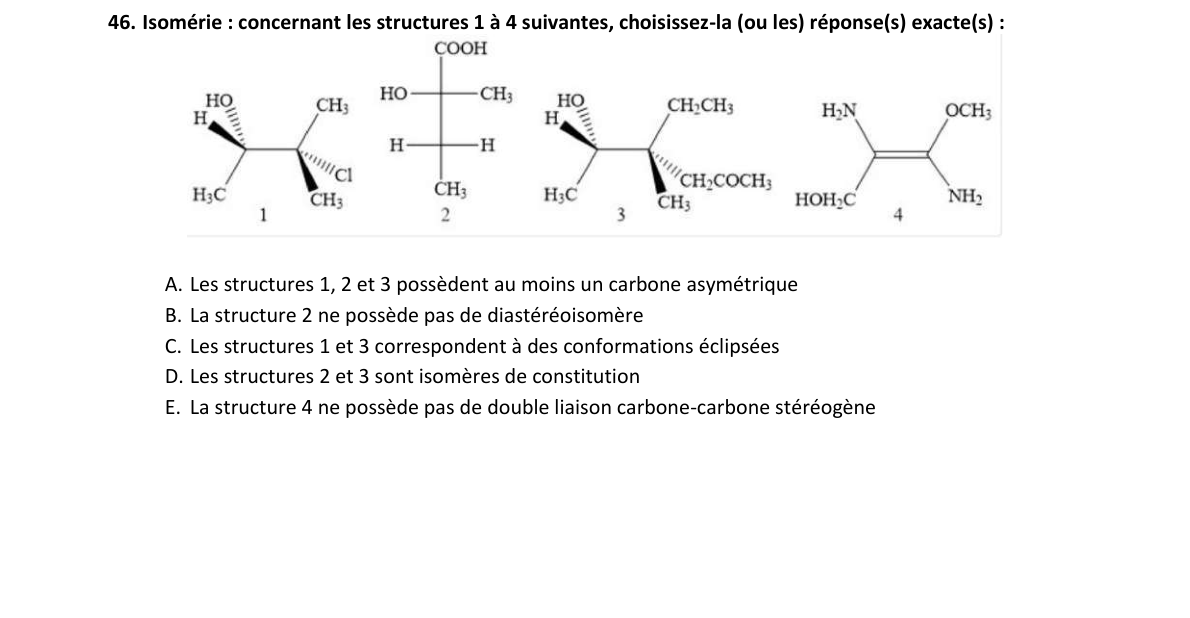 46. Isomérie : concernant les structures 1 à 4 suivantes, choisissez-la (ou les) réponse(s) exacte(s) :
COOH
HO CH₃ HO CH₃ HO CH₂CH₃ H₂N OCH₃
H H
H H
Cl CH₂COCH₃
H₃C CH₃ CH₃ H₃C CH₃ HOH₂C NH₂
1 2 3 4
A. Les structures 1, 2 et 3 possèdent au moins un carbone asymétrique
B. La structure 2 ne possède pas de diastéréoisomère
C. Les structures 1 et 3 correspondent à des conformations éclipsées
D. Les structures 2 et 3 sont isomères de constitution
E. La structure 4 ne possède pas de double liaison carbone-carbone stéréogène